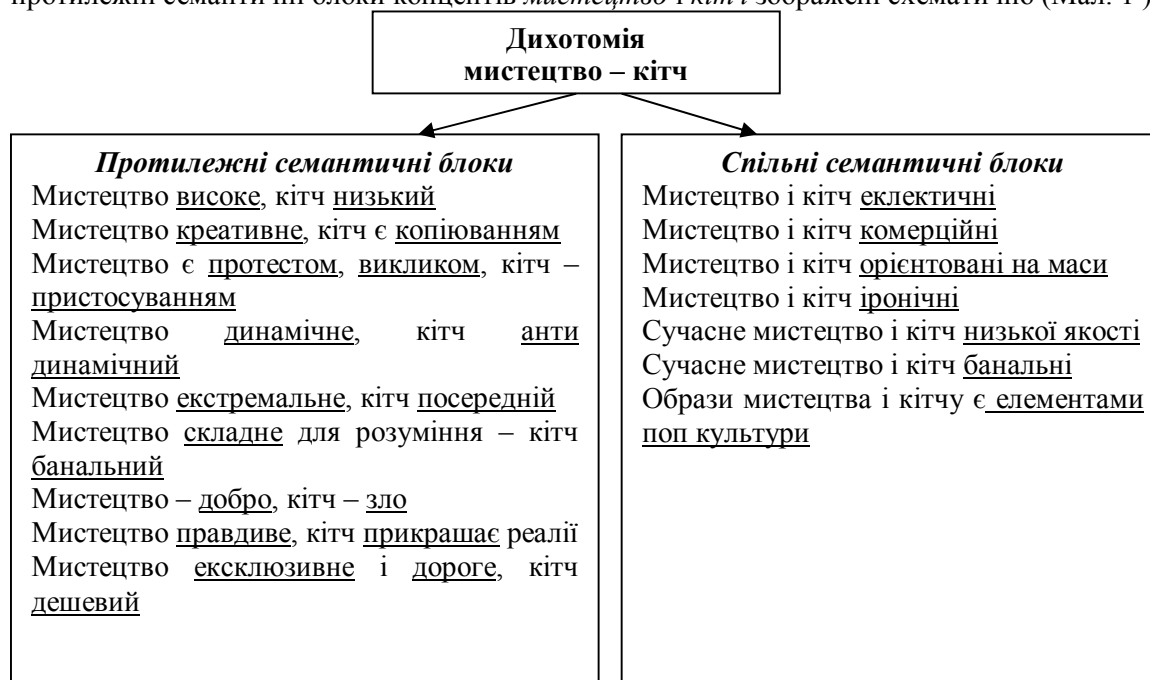 протилежні семантичні блоки концептів мистецтво і кітч і зображені схематично (Мал. 1 )
Дихотомія
мистецтво – кітч
Протилежні семантичні блоки
Мистецтво високе, кітч низький
Мистецтво креативне, кітч є копіюванням
Мистецтво є протестом, викликом, кітч –
пристосуванням
Мистецтво динамічне, кітч анти
динамічний
Мистецтво екстремальне, кітч посередній
Мистецтво складне для розуміння – кітч
банальний
Мистецтво – добро, кітч – зло
Мистецтво правдиве, кітч прикрашає реалії
Мистецтво ексклюзивне і дороге, кітч
дешевий
Спільні семантичні блоки
Мистецтво і кітч еклектичні
Мистецтво і кітч комерційні
Мистецтво і кітч орієнтовані на маси
Мистецтво і кітч іронічні
Сучасне мистецтво і кітч низької якості
Сучасне мистецтво і кітч банальні
Образи мистецтва і кітчу є елементами
поп культури